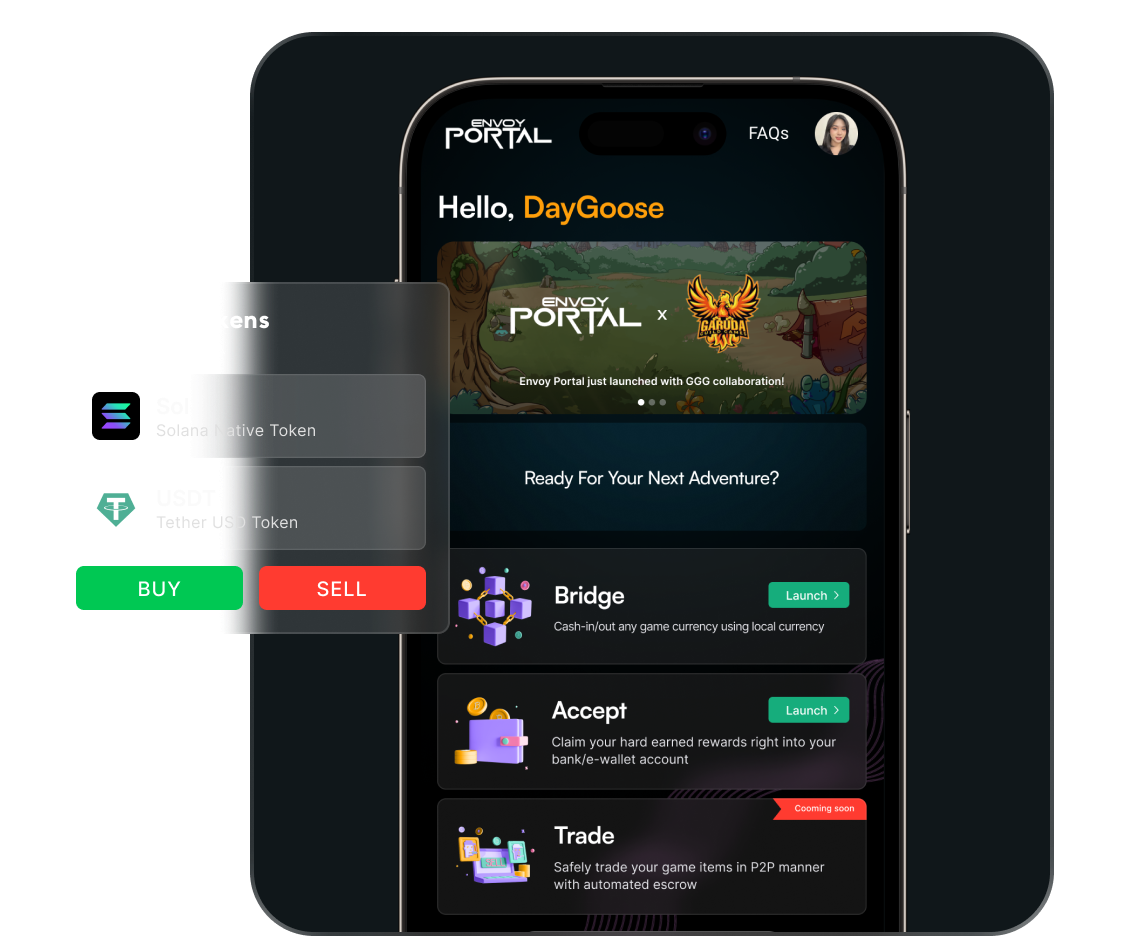 ENVOY
PORTAL
FAQs
Hello, DayGoose
ENVOY
PORTAL
x
GARUDA
GUILD GAMES
Envoy Portal just launched with GGG collaboration!
Ready For Your Next Adventure?
kens
Sol
Solana Native Token
USDT
Tether USD Token
BUY
SELL
Bridge
Launch
Cash-in/out any game currency using local currency
Accept
Launch
Claim your hard earned rewards right into your
bank/e-wallet account
Cooming soon
Trade
Safely trade your game items in P2P manner
with automated escrow